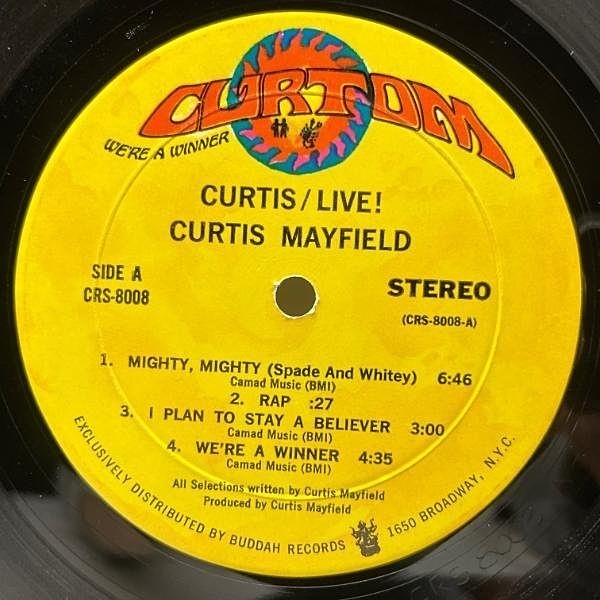 CURTOM
WE'RE A WINNER
CURTIS / LIVE!
CURTIS MAYFIELD
SIDE A
CRS-8008
STEREO
(CRS-8008-A)
1. MIGHTY, MIGHTY (Spade And Whitey) 6:46
Camad Music (BMI)
2. RAP :27
3. I PLAN TO STAY A BELIEVER 3:00
Camad Music (BMI)
4. WE'RE A WINNER 4:35
Camad Music (BMI)
All Selections written by Curtis Mayfield
Produced by Curtis Mayfield
EXCLUSIVELY DISTRIBUTED BY BUDDAH RECORDS 1650 BROADWAY, N.Y.C.